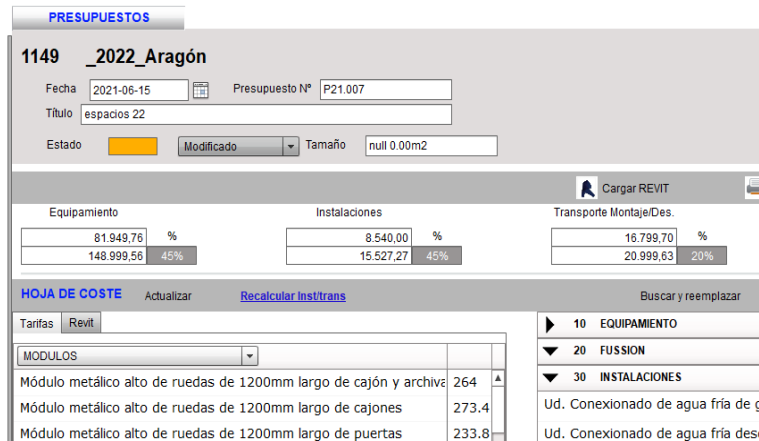 PRESUPUESTOS
1149 _2022_Aragón
Fecha 2021-06-15 Presupuesto Nº P21.007
Título espacios 22
Estado Modificado Tamaño null 0.00m2
Cargar REVIT
Equipamiento Instalaciones Transporte Montaje/Des.
81.949,76 % 8.540,00 % 16.799,70 %
148.999,56 45% 15.527,27 45% 20.999,63 20%
HOJA DE COSTE Actualizar Recalcular Inst/trans Buscar y reemplazar
Tarifas Revit 10 EQUIPAMIENTO
MODULOS 20 FUSSION
Módulo metálico alto de ruedas de 1200mm largo de cajón y archiva 264 30 INSTALACIONES
Módulo metálico alto de ruedas de 1200mm largo de cajones 273.4 Ud. Conexionado de agua fría de
Módulo metálico alto de ruedas de 1200mm largo de puertas 233.8 Ud. Conexionado de agua fría